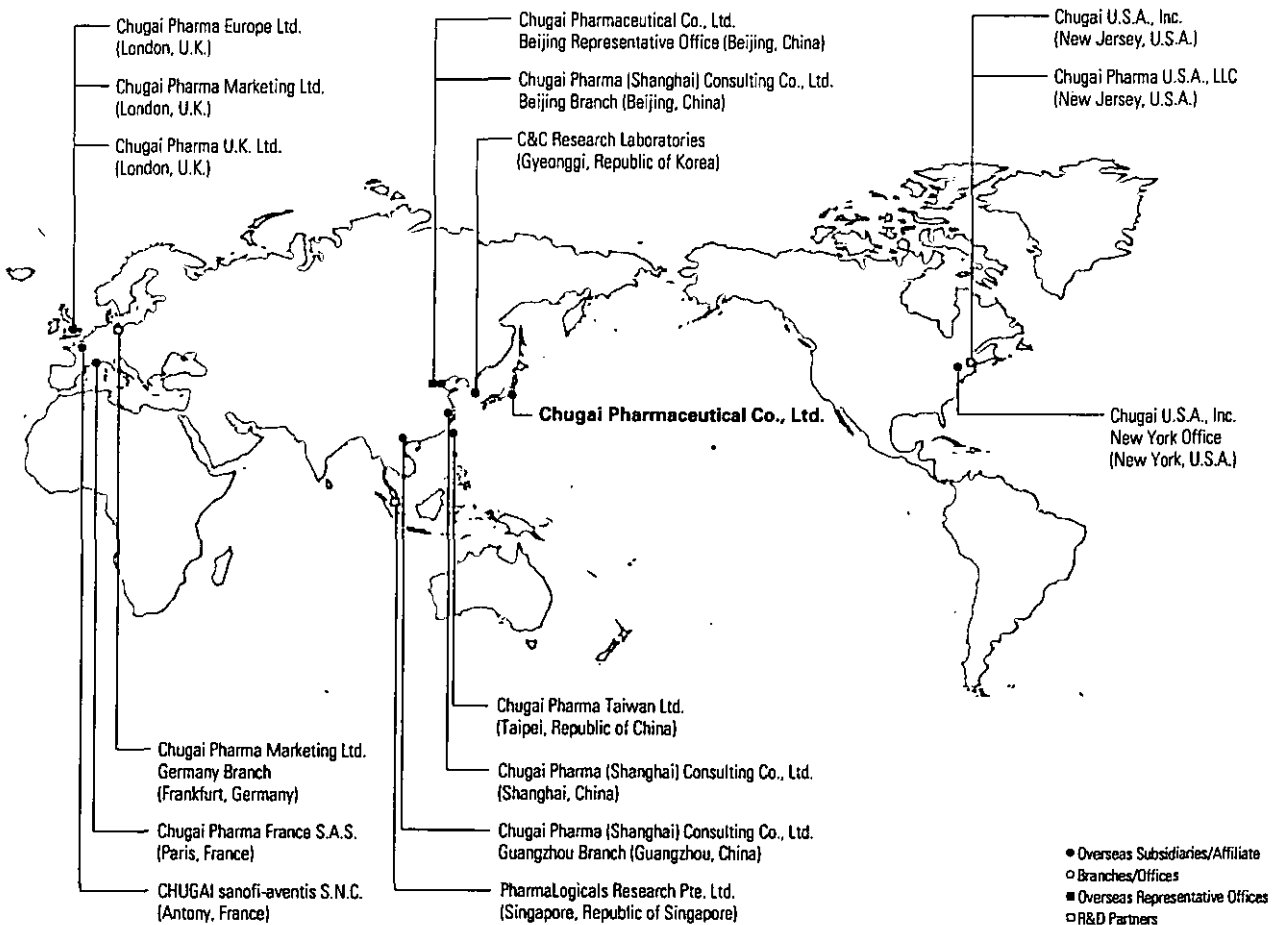 Chugai Pharma Europe Ltd.
(London, U.K.)
Chugai Pharma Marketing Ltd.
(London, U.K.)
Chugai Pharma U.K. Ltd.
(London, U.K.)
Chugai Pharmaceutical Co., Ltd.
Beijing Representative Office (Beijing, China)
Chugai Pharma (Shanghai) Consulting Co., Ltd.
Beijing Branch (Beijing, China)
C&C Research Laboratories
(Gyeonggi, Republic of Korea)
Chugai U.S.A., Inc.
(New Jersey, U.S.A.)
Chugai Pharma U.S.A., LLC
(New Jersey, U.S.A.)
Chugai Pharmaceutical Co., Ltd.
Chugai U.S.A., Inc.
New York Office
(New York, U.S.A.)
Chugai Pharma Marketing Ltd.
Germany Branch
(Frankfurt, Germany)
Chugai Pharma France S.A.S.
(Paris, France)
CHUGAI sanofi-aventis S.N.C.
(Antony, France)
Chugai Pharma Taiwan Ltd.
(Taipei, Republic of China)
Chugai Pharma (Shanghai) Consulting Co., Ltd.
(Shanghai, China)
Chugai Pharma (Shanghai) Consulting Co., Ltd.
Guangzhou Branch (Guangzhou, China)
PharmaLogicals Research Pte. Ltd.
(Singapore, Republic of Singapore)
Overseas Subsidiaries/Affiliate
Branches/Offices
Overseas Representative Offices
R&D Partners